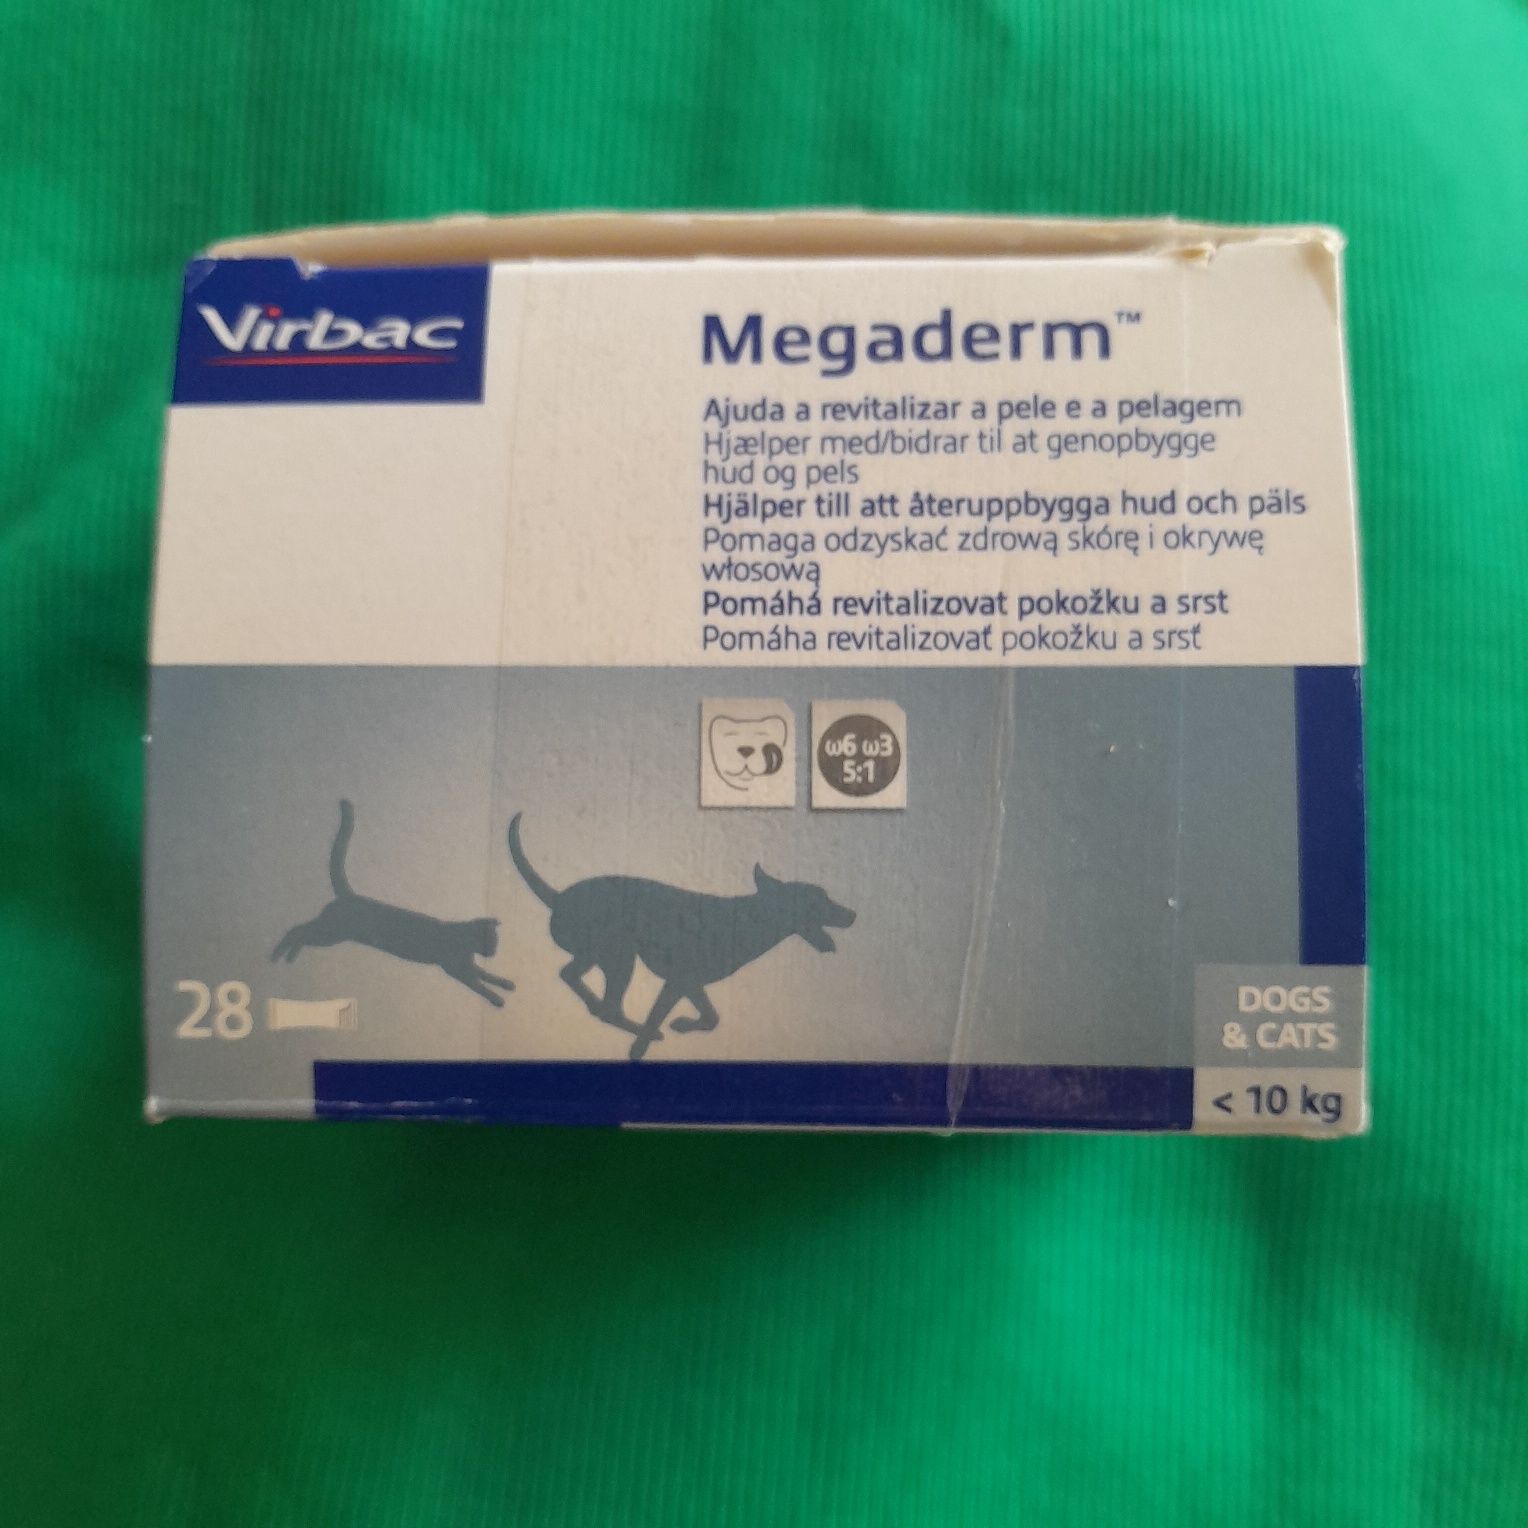 Virbac
Megaderm™
Ajuda a revitalizar a pele e a pelagem
Hjælper med/bidrar til at genopbygge
hud og pels
Hjälper till att återuppbygga hud och päls
Pomaga odzyskać zdrową skórę i okrywę
włosową
Pomáhá revitalizovat pokožku a srst
Pomáha revitalizovať pokožku a srsť
ω6 ω3
5:1
28
DOGS
& CATS
< 10 kg